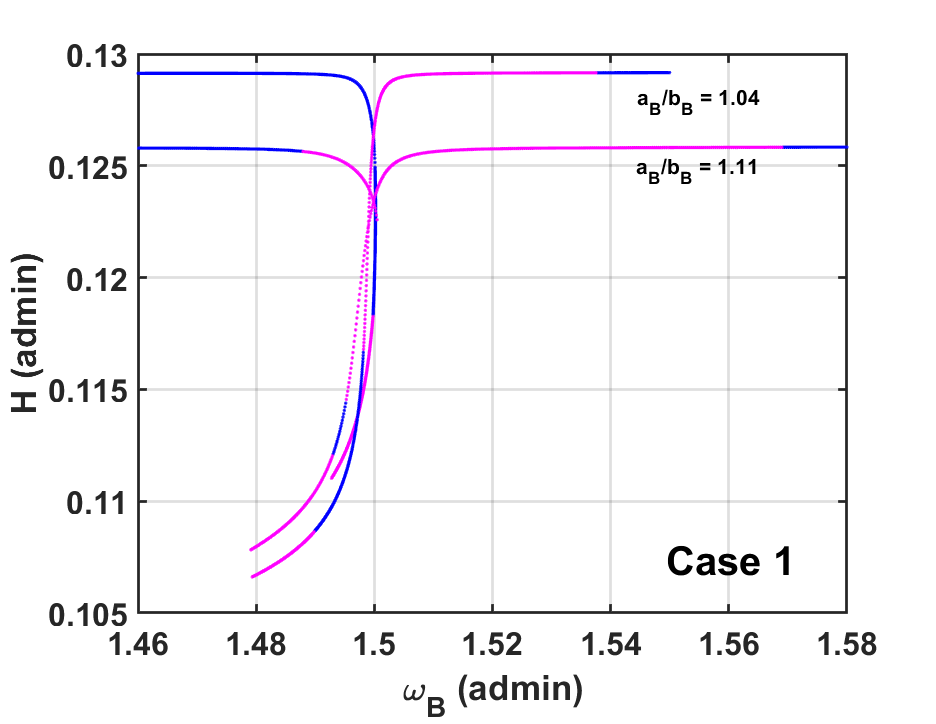 0.13
0.125
0.12
0.115
0.11
0.105
H (admin)
a_B/b_B = 1.04
a_B/b_B = 1.11
Case 1
1.46 1.48 1.5 1.52 1.54 1.56 1.58
ω_B (admin)